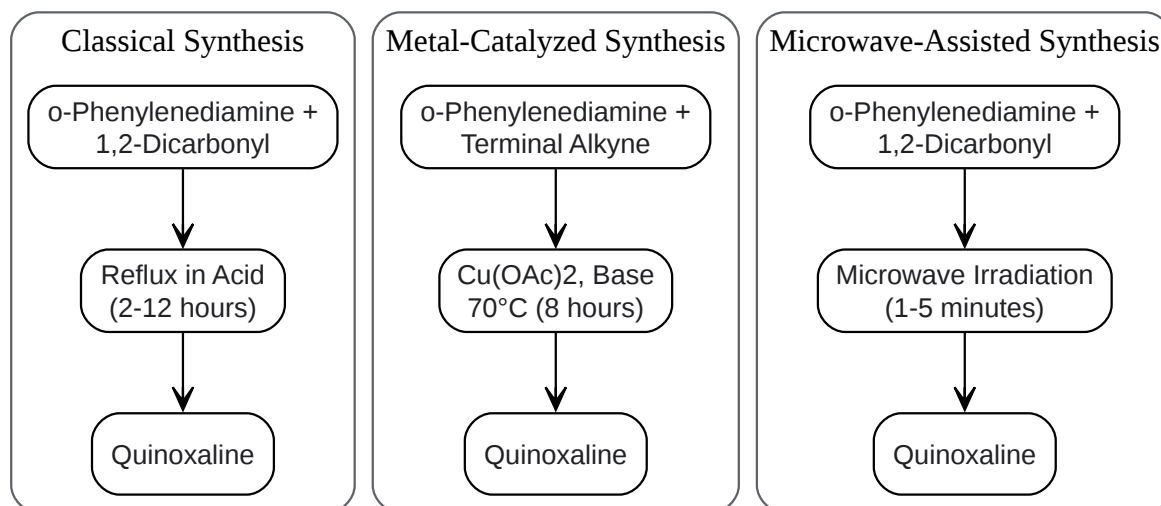 Classical Synthesis
o-Phenylenediamine +
1,2-Dicarbonyl
Reflux in Acid
(2-12 hours)
Quinoxaline
Metal-Catalyzed Synthesis
o-Phenylenediamine +
Terminal Alkyne
Cu(OAc)2, Base
70°C (8 hours)
Quinoxaline
Microwave-Assisted Synthesis
o-Phenylenediamine +
1,2-Dicarbonyl
Microwave Irradiation
(1-5 minutes)
Quinoxaline